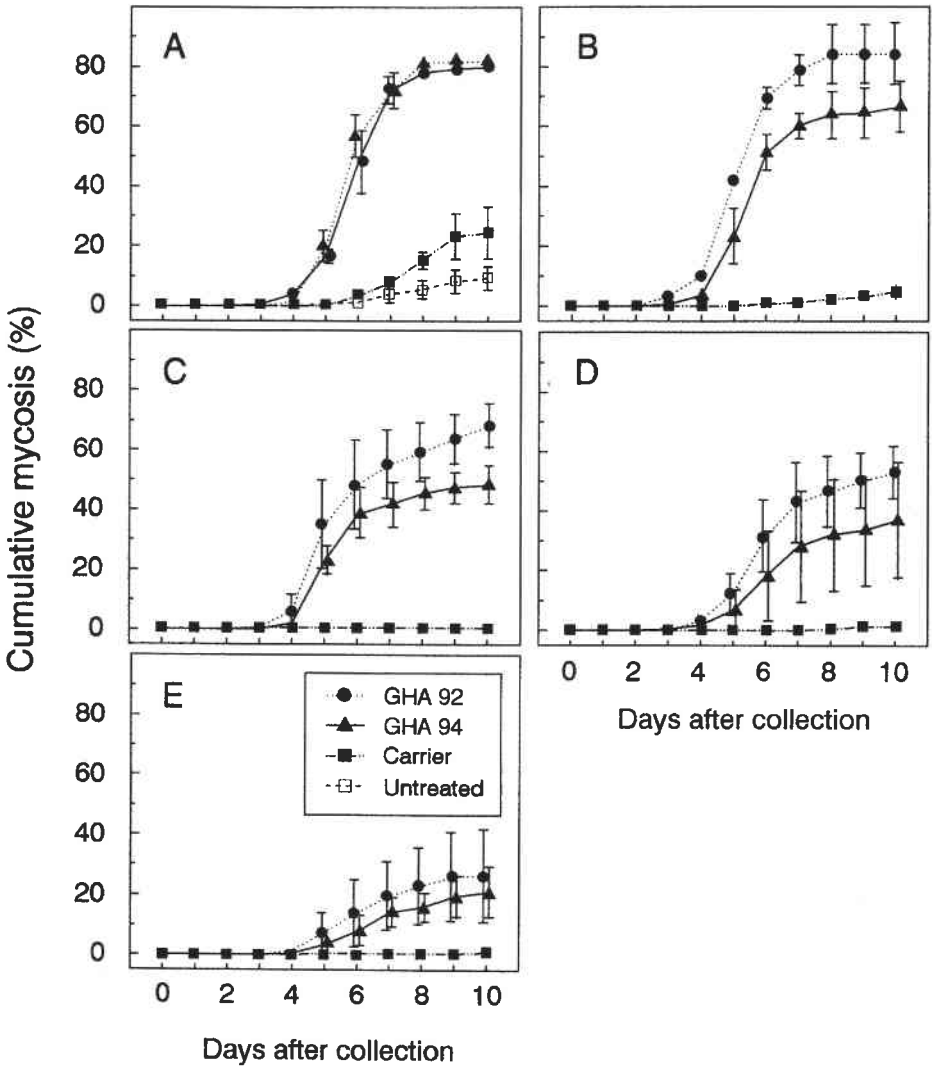 Cumulative mycosis (%)
A
80
60
40
20
0
B
C
80
60
40
20
0
D
0 2 4 6 8 10
Days after collection
E
80
60
40
20
0
GHA 92
GHA 94
Carrier
Untreated
0 2 4 6 8 10
Days after collection